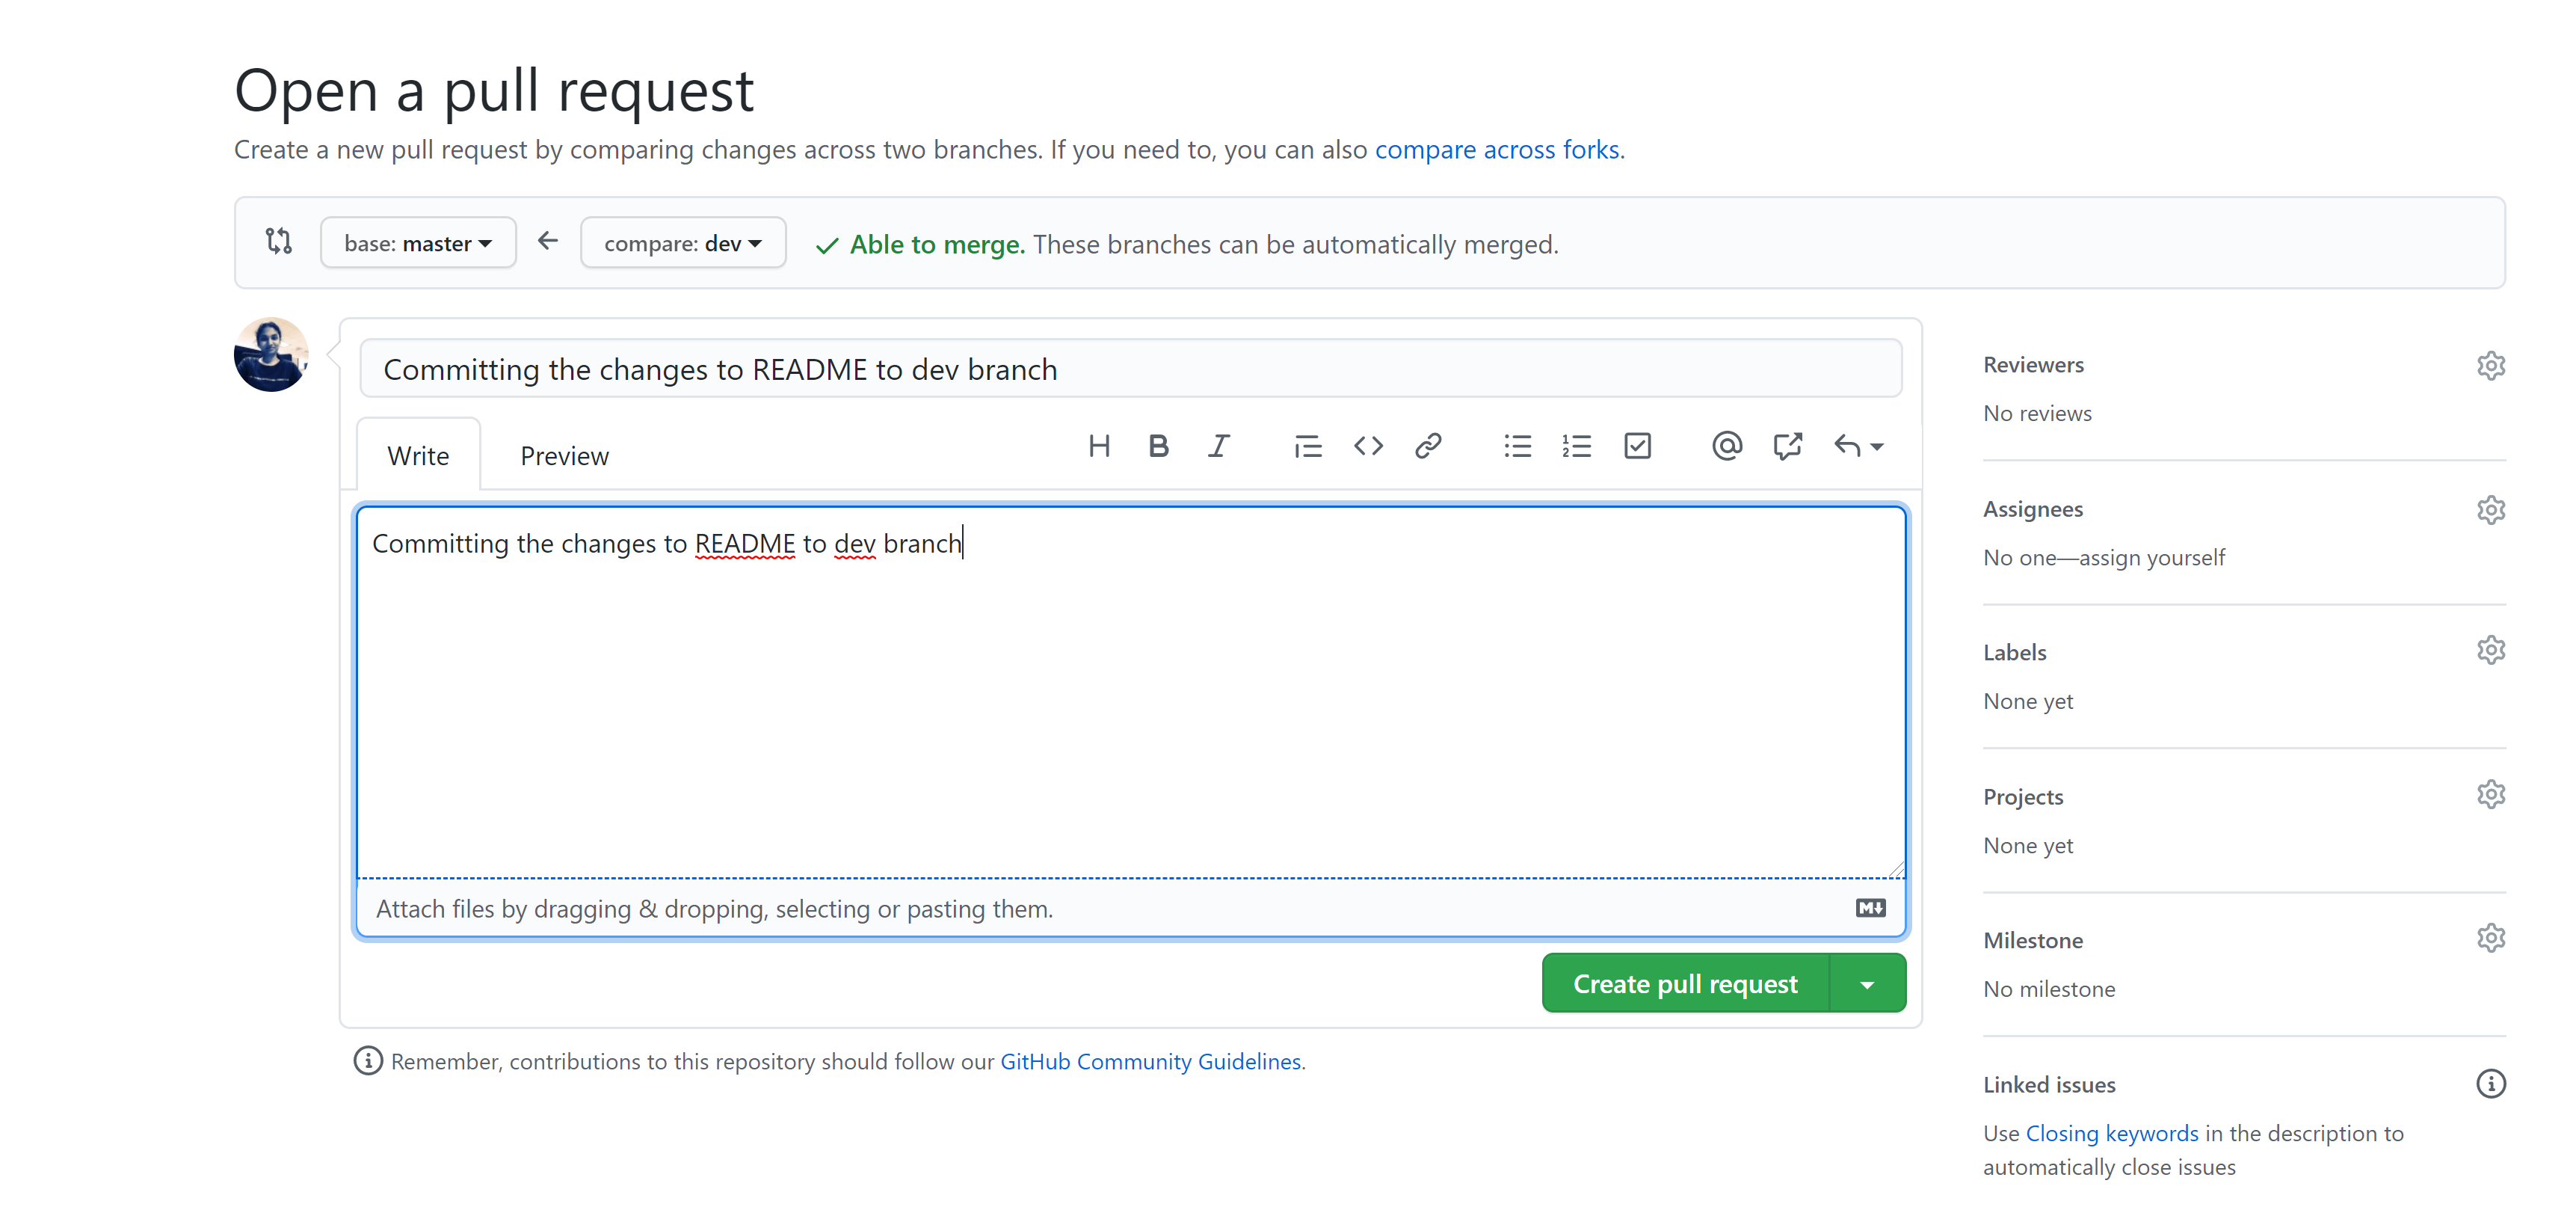 Open a pull request
Create a new pull request by comparing changes across two branches. If you need to, you can also compare across forks.
base: master
compare: dev
Able to merge. These branches can be automatically merged.
Committing the changes to README to dev branch
Write
Preview
H B I
Committing the changes to README to dev branch
Attach files by dragging & dropping, selecting or pasting them.
Create pull request
Remember, contributions to this repository should follow our GitHub Community Guidelines.
Reviewers
No reviews
Assignees
No one—assign yourself
Labels
None yet
Projects
None yet
Milestone
No milestone
Linked issues
Use Closing keywords in the description to
automatically close issues